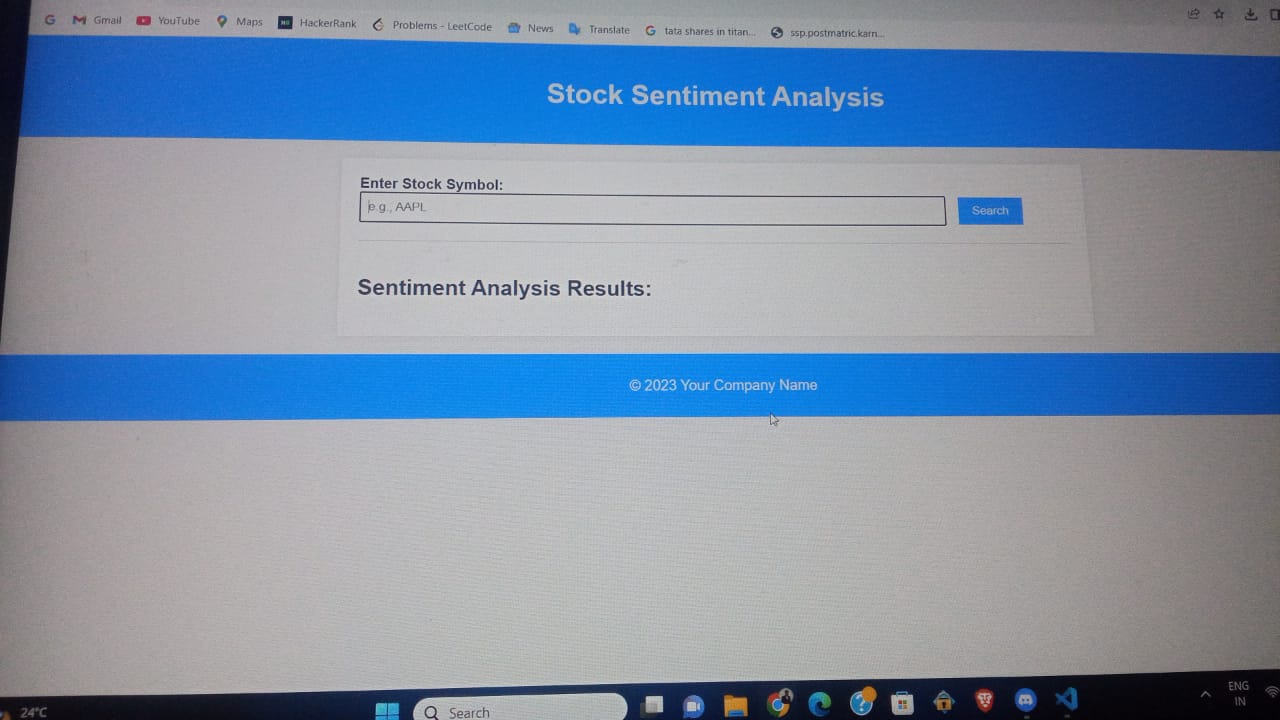 Gmail YouTube Maps HackerRank Problems - LeetCode News Translate tata shares in titan... ssp.postmatric.karn...
Stock Sentiment Analysis
Enter Stock Symbol:
e.g., AAPL
Search
Sentiment Analysis Results:
© 2023 Your Company Name
24°C
Search
ENG
IN